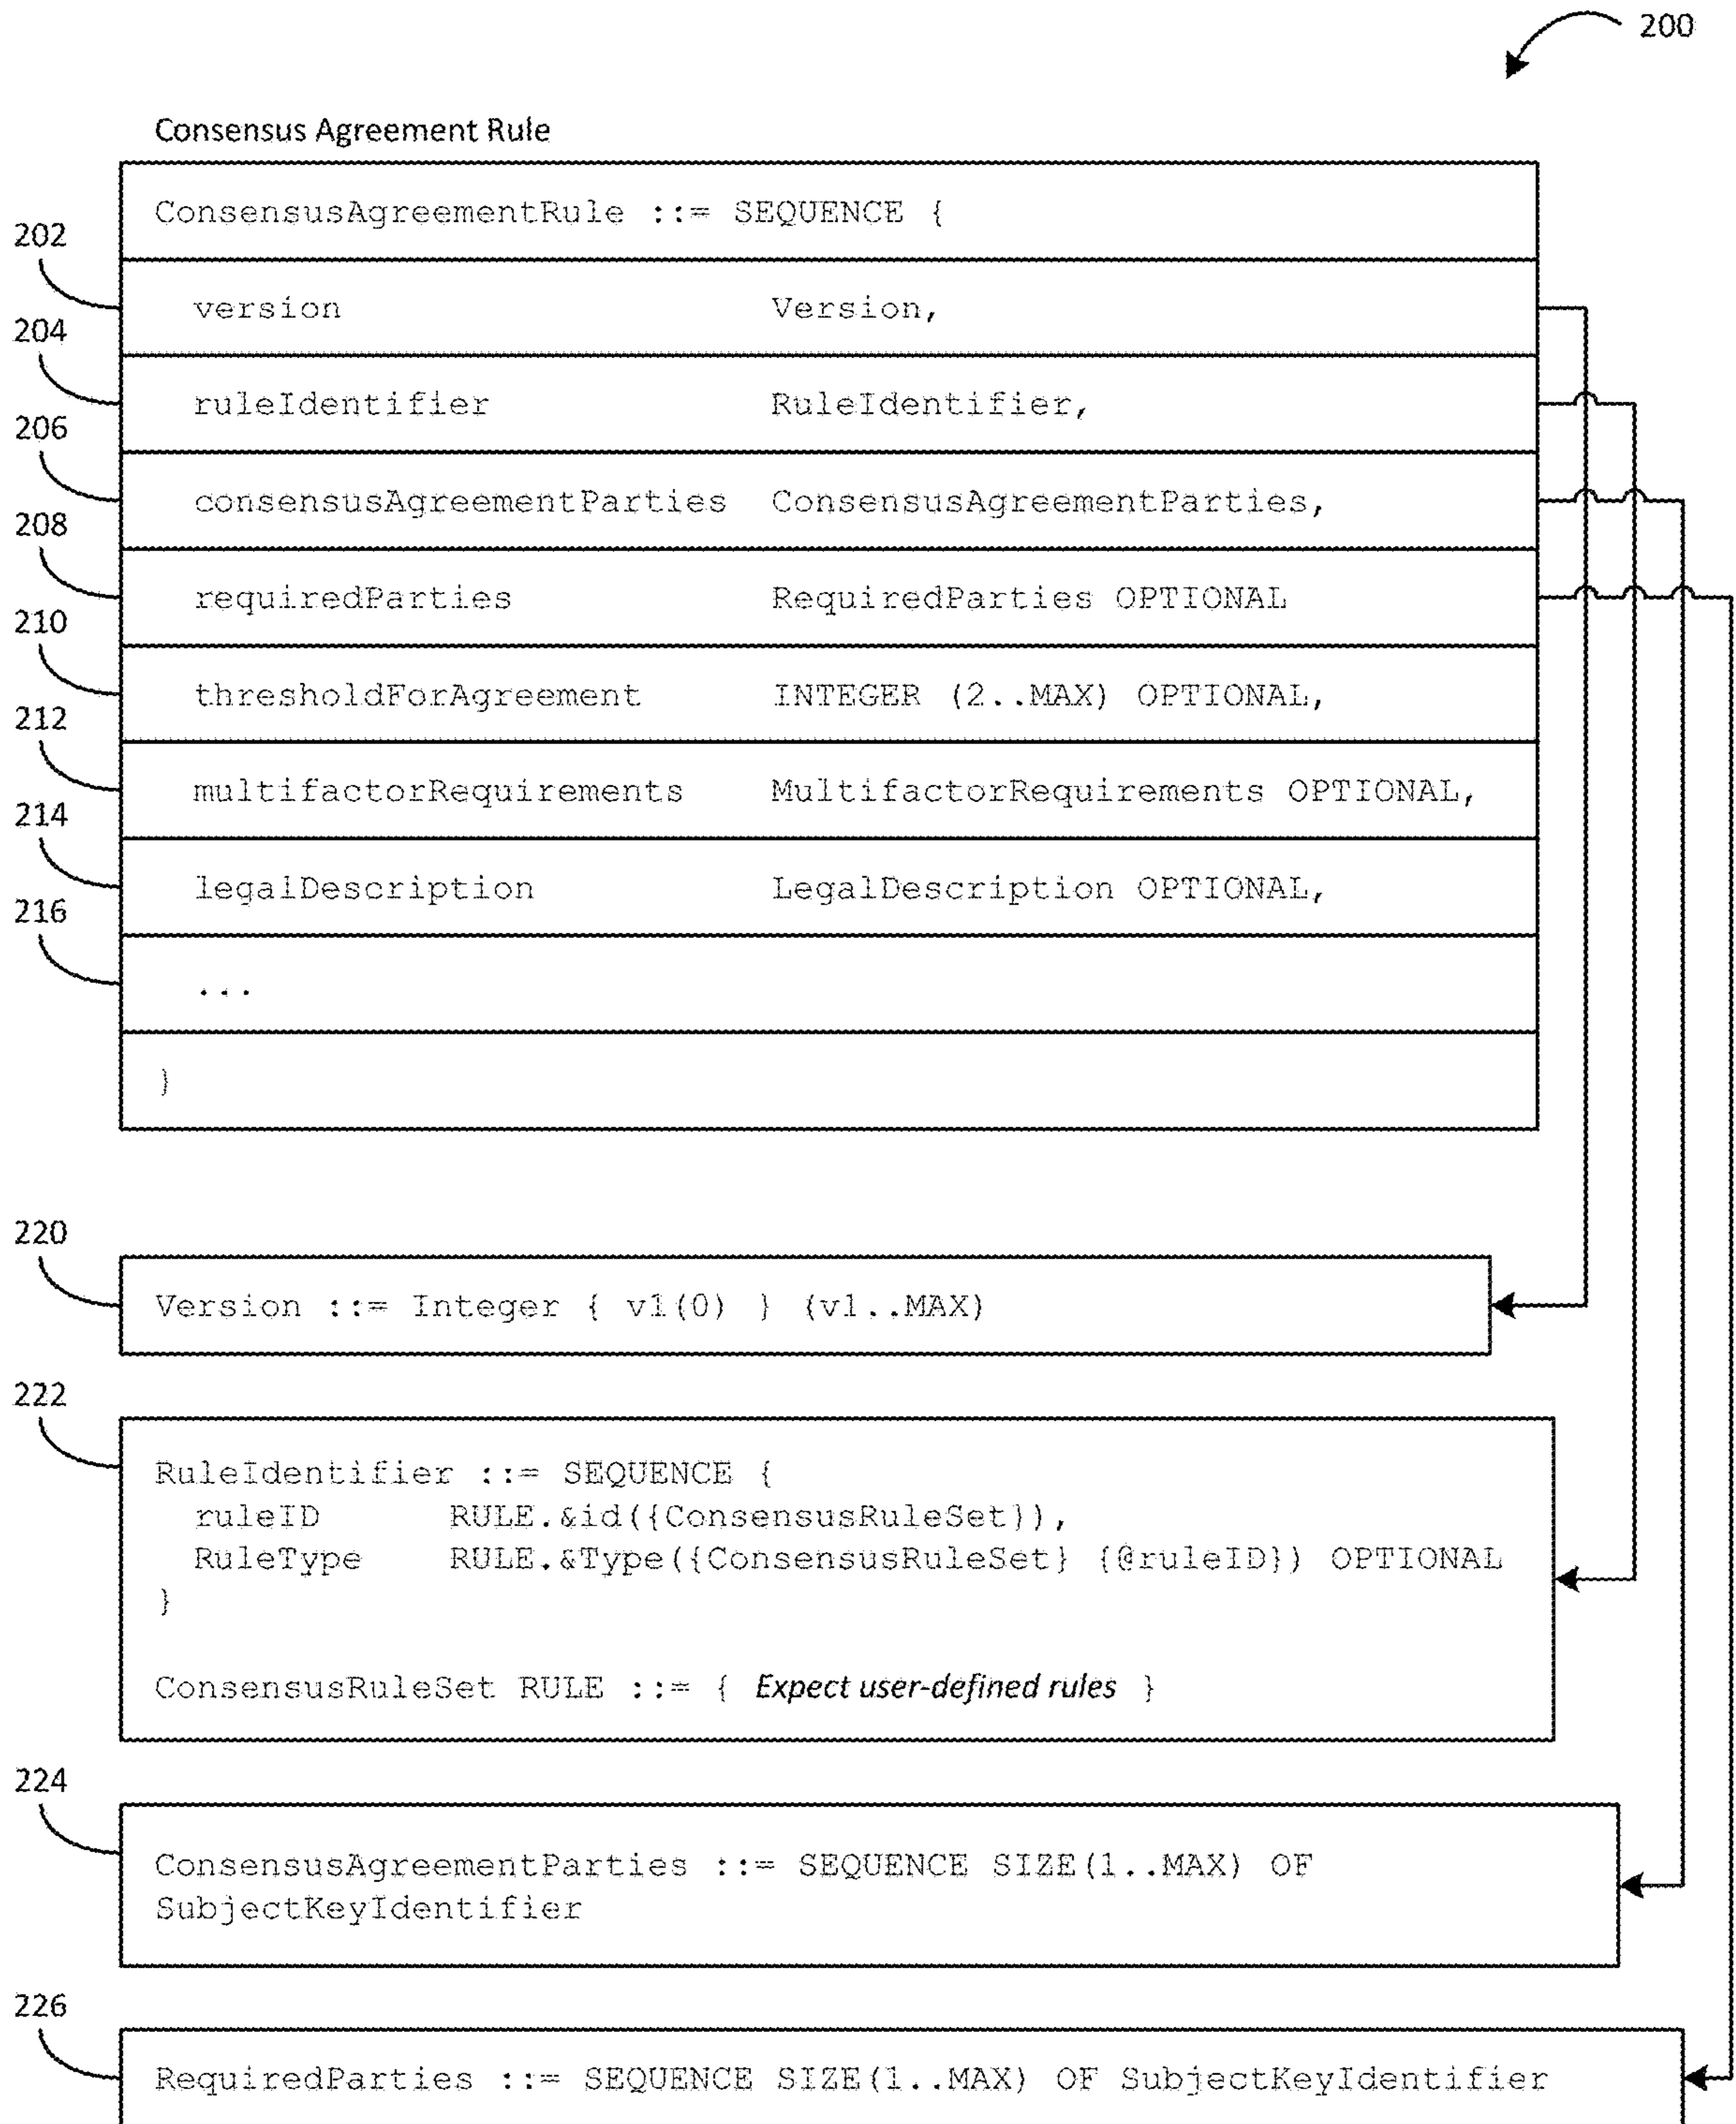 200
Consensus Agreement Rule
ConsensusAgreementRule ::= SEQUENCE {
202
version Version,
204
ruleIdentifier RuleIdentifier,
206
consensusAgreementParties ConsensusAgreementParties,
208
requiredParties RequiredParties OPTIONAL
210
thresholdForAgreement INTEGER (2..MAX) OPTIONAL,
212
multifactorRequirements MultifactorRequirements OPTIONAL,
214
legalDescription LegalDescription OPTIONAL,
216
...
}
220
Version ::= Integer { v1(0) } (v1..MAX)
222
RuleIdentifier ::= SEQUENCE {
ruleID RULE.&id({ConsensusRuleSet}),
RuleType RULE.&Type({ConsensusRuleSet} {@ruleID}) OPTIONAL
}
ConsensusRuleSet RULE ::= { Expect user-defined rules }
224
ConsensusAgreementParties ::= SEQUENCE SIZE(1..MAX) OF
SubjectKeyIdentifier
226
RequiredParties ::= SEQUENCE SIZE(1..MAX) OF SubjectKeyIdentifier